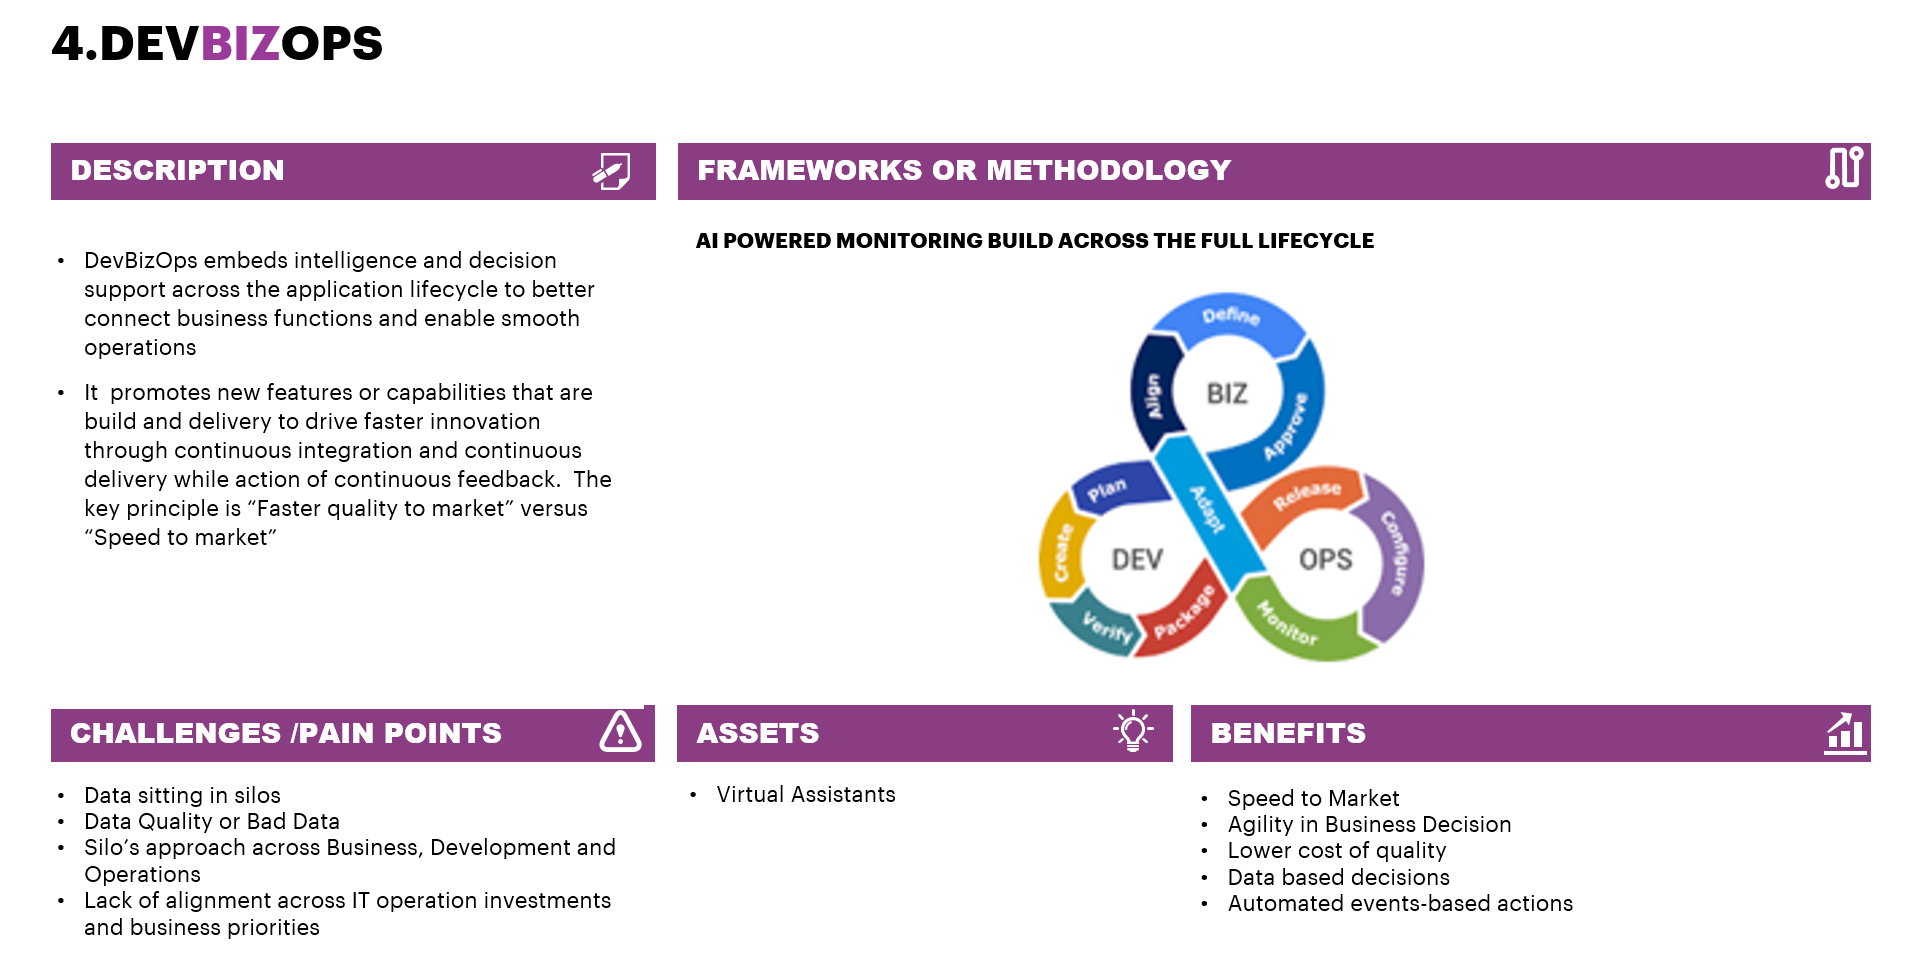 4.DEVBIZOPS
DESCRIPTION
• DevBizOps embeds intelligence and decision
support across the application lifecycle to better
connect business functions and enable smooth
operations
• It  promotes new features or capabilities that are
build and delivery to drive faster innovation
through continuous integration and continuous
delivery while action of continuous feedback.  The
key principle is “Faster quality to market” versus
“Speed to market”
FRAMEWORKS OR METHODOLOGY
AI POWERED MONITORING BUILD ACROSS THE FULL LIFECYCLE
Define
Align
BIZ
Approve
Adapt
Plan
Create
DEV
Verify
Package
Release
Configure
OPS
Monitor
CHALLENGES /PAIN POINTS
• Data sitting in silos
• Data Quality or Bad Data
• Silo’s approach across Business, Development and
Operations
• Lack of alignment across IT operation investments
and business priorities
ASSETS
• Virtual Assistants
BENEFITS
• Speed to Market
• Agility in Business Decision
• Lower cost of quality
• Data based decisions
• Automated events-based actions